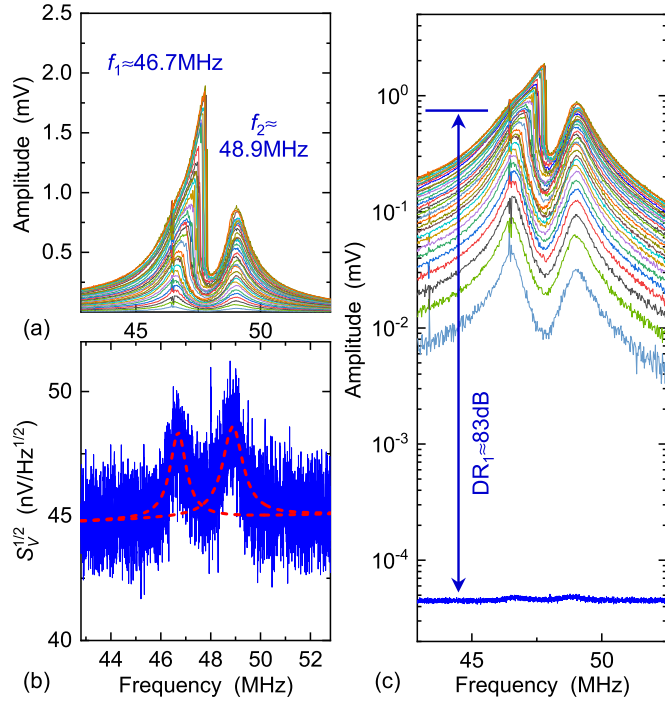 2.5
2.0
1.5
1.0
0.5
Amplitude (mV)
f₁≈46.7MHz
f₂≈
48.9MHz
(a)
45
50
50
45
40
S_V^1/2 (nV/Hz^1/2)
44 46 48 50 52
(b)
Frequency (MHz)
10⁰
10⁻¹
10⁻²
10⁻³
10⁻⁴
Amplitude (mV)
DR₁≈83dB
45
50
(c)
Frequency (MHz)